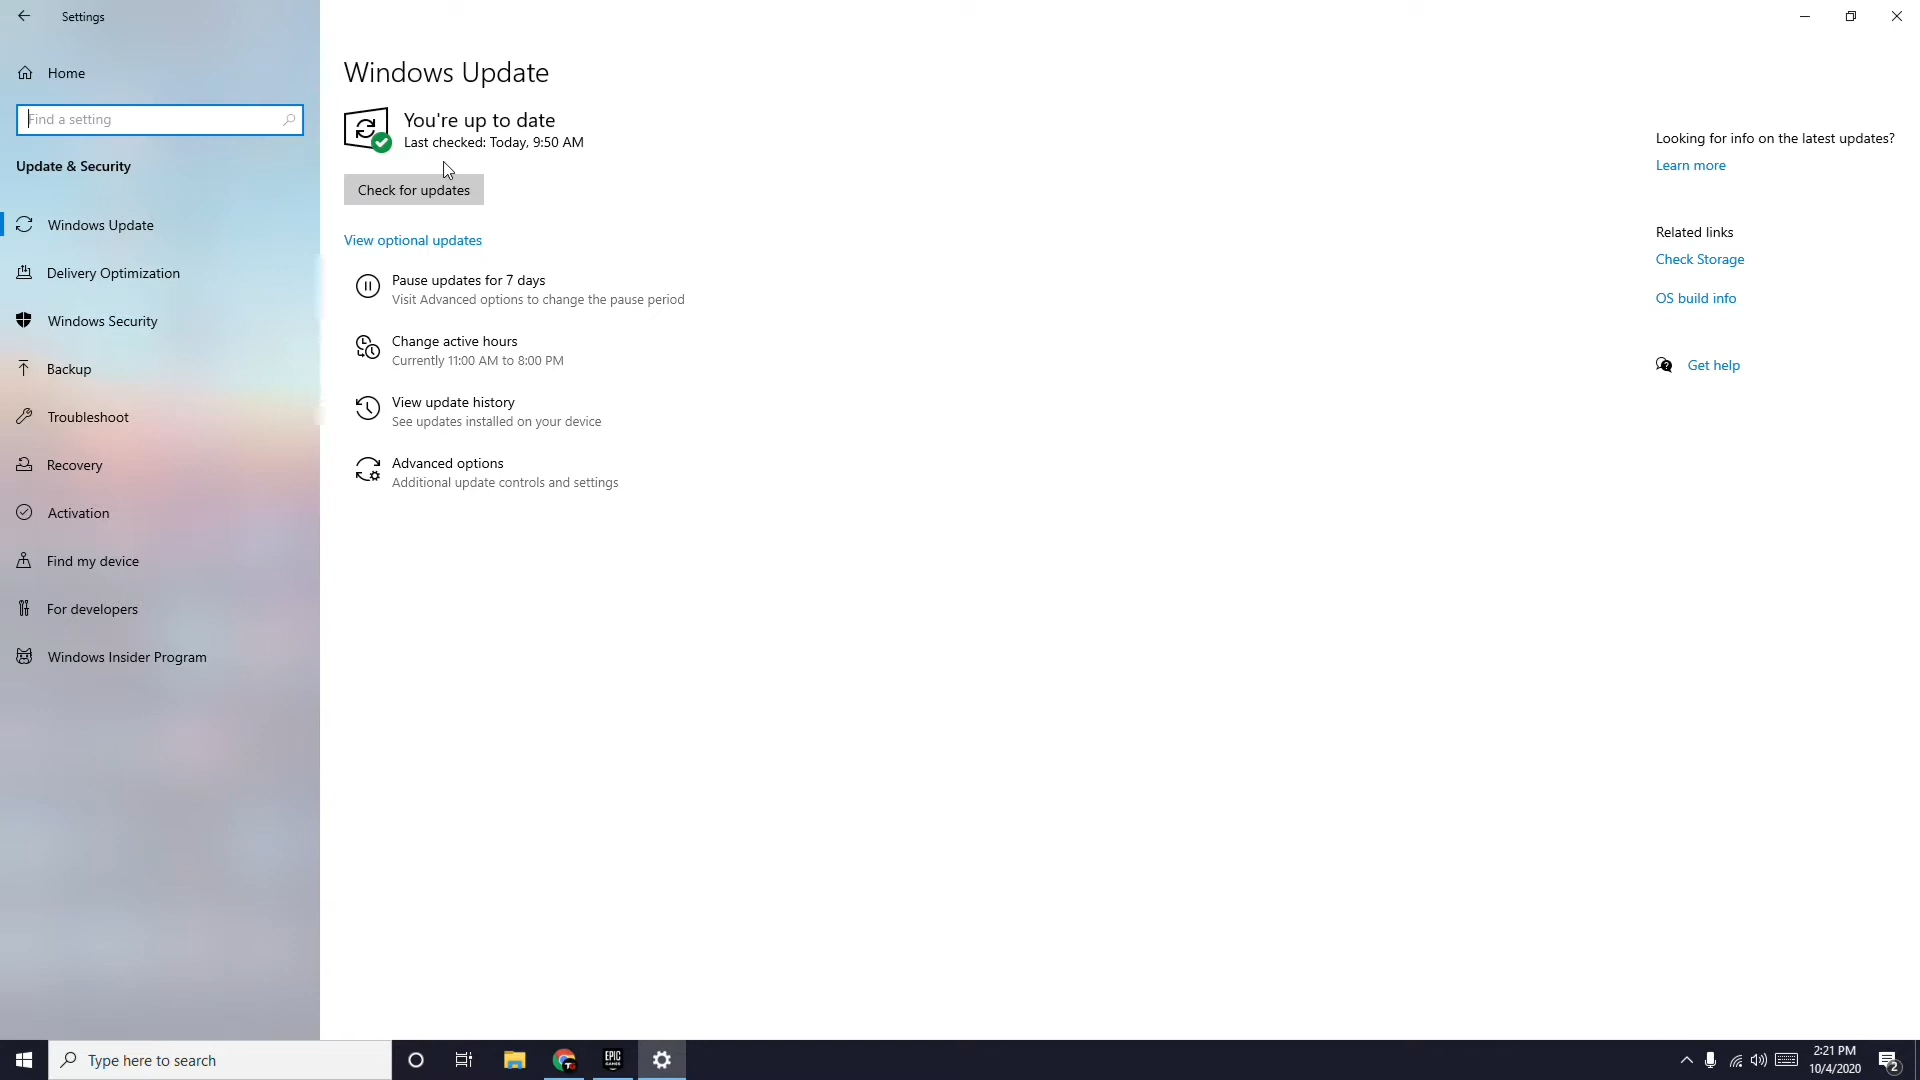 Settings
Home
Find a setting
Update & Security
Windows Update
Delivery Optimization
Windows Security
Backup
Troubleshoot
Recovery
Activation
Find my device
For developers
Windows Insider Program
Windows Update
You're up to date
Last checked: Today, 9:50 AM
Check for updates
View optional updates
Pause updates for 7 days
Visit Advanced options to change the pause period
Change active hours
Currently 11:00 AM to 8:00 PM
View update history
See updates installed on your device
Advanced options
Additional update controls and settings
Looking for info on the latest updates?
Learn more
Related links
Check Storage
OS build info
Get help
Type here to search
EPIC
GAMES
2:21 PM
10/4/2020
2